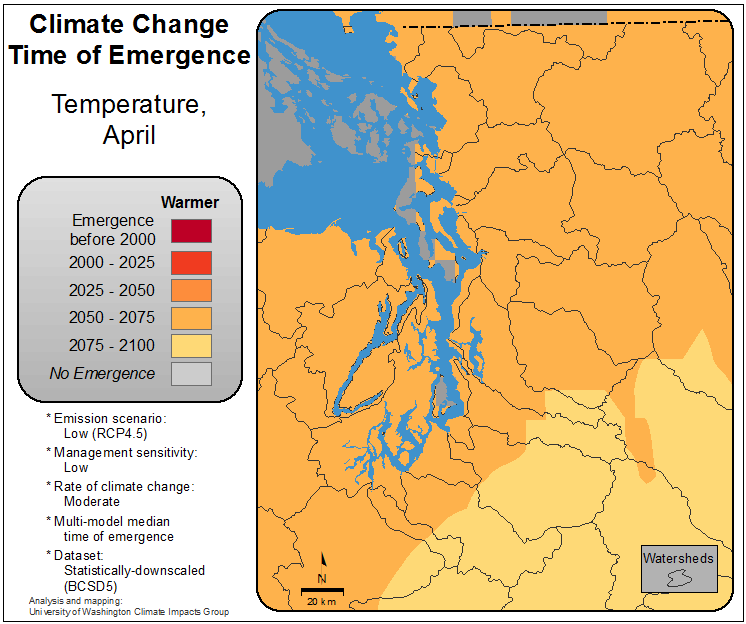 Climate Change
Time of Emergence
Temperature,
April
Warmer
Emergence
before 2000
2000 - 2025
2025 - 2050
2050 - 2075
2075 - 2100
No Emergence
* Emission scenario:
Low (RCP4.5)
* Management sensitivity:
Low
* Rate of climate change:
Moderate
* Multi-model median
time of emergence
* Dataset:
Statistically-downscaled
(BCSD5)
Analysis and mapping:
University of Washington Climate Impacts Group
N
20 km
Watersheds